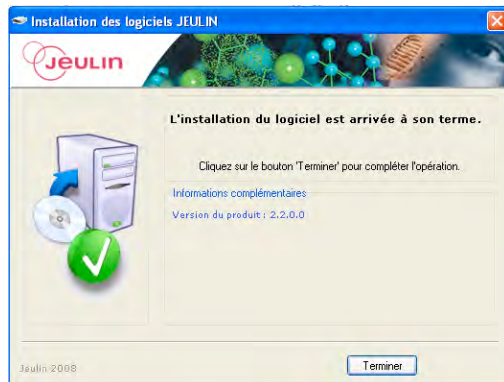 Installation des logiciels JEULIN
JEULIN
L'installation du logiciel est arrivée à son terme.
Cliquez sur le bouton 'Terminer' pour compléter l'opération.
Informations complémentaires
Version du produit : 2.2.0.0
Jeulin 2008
Terminer